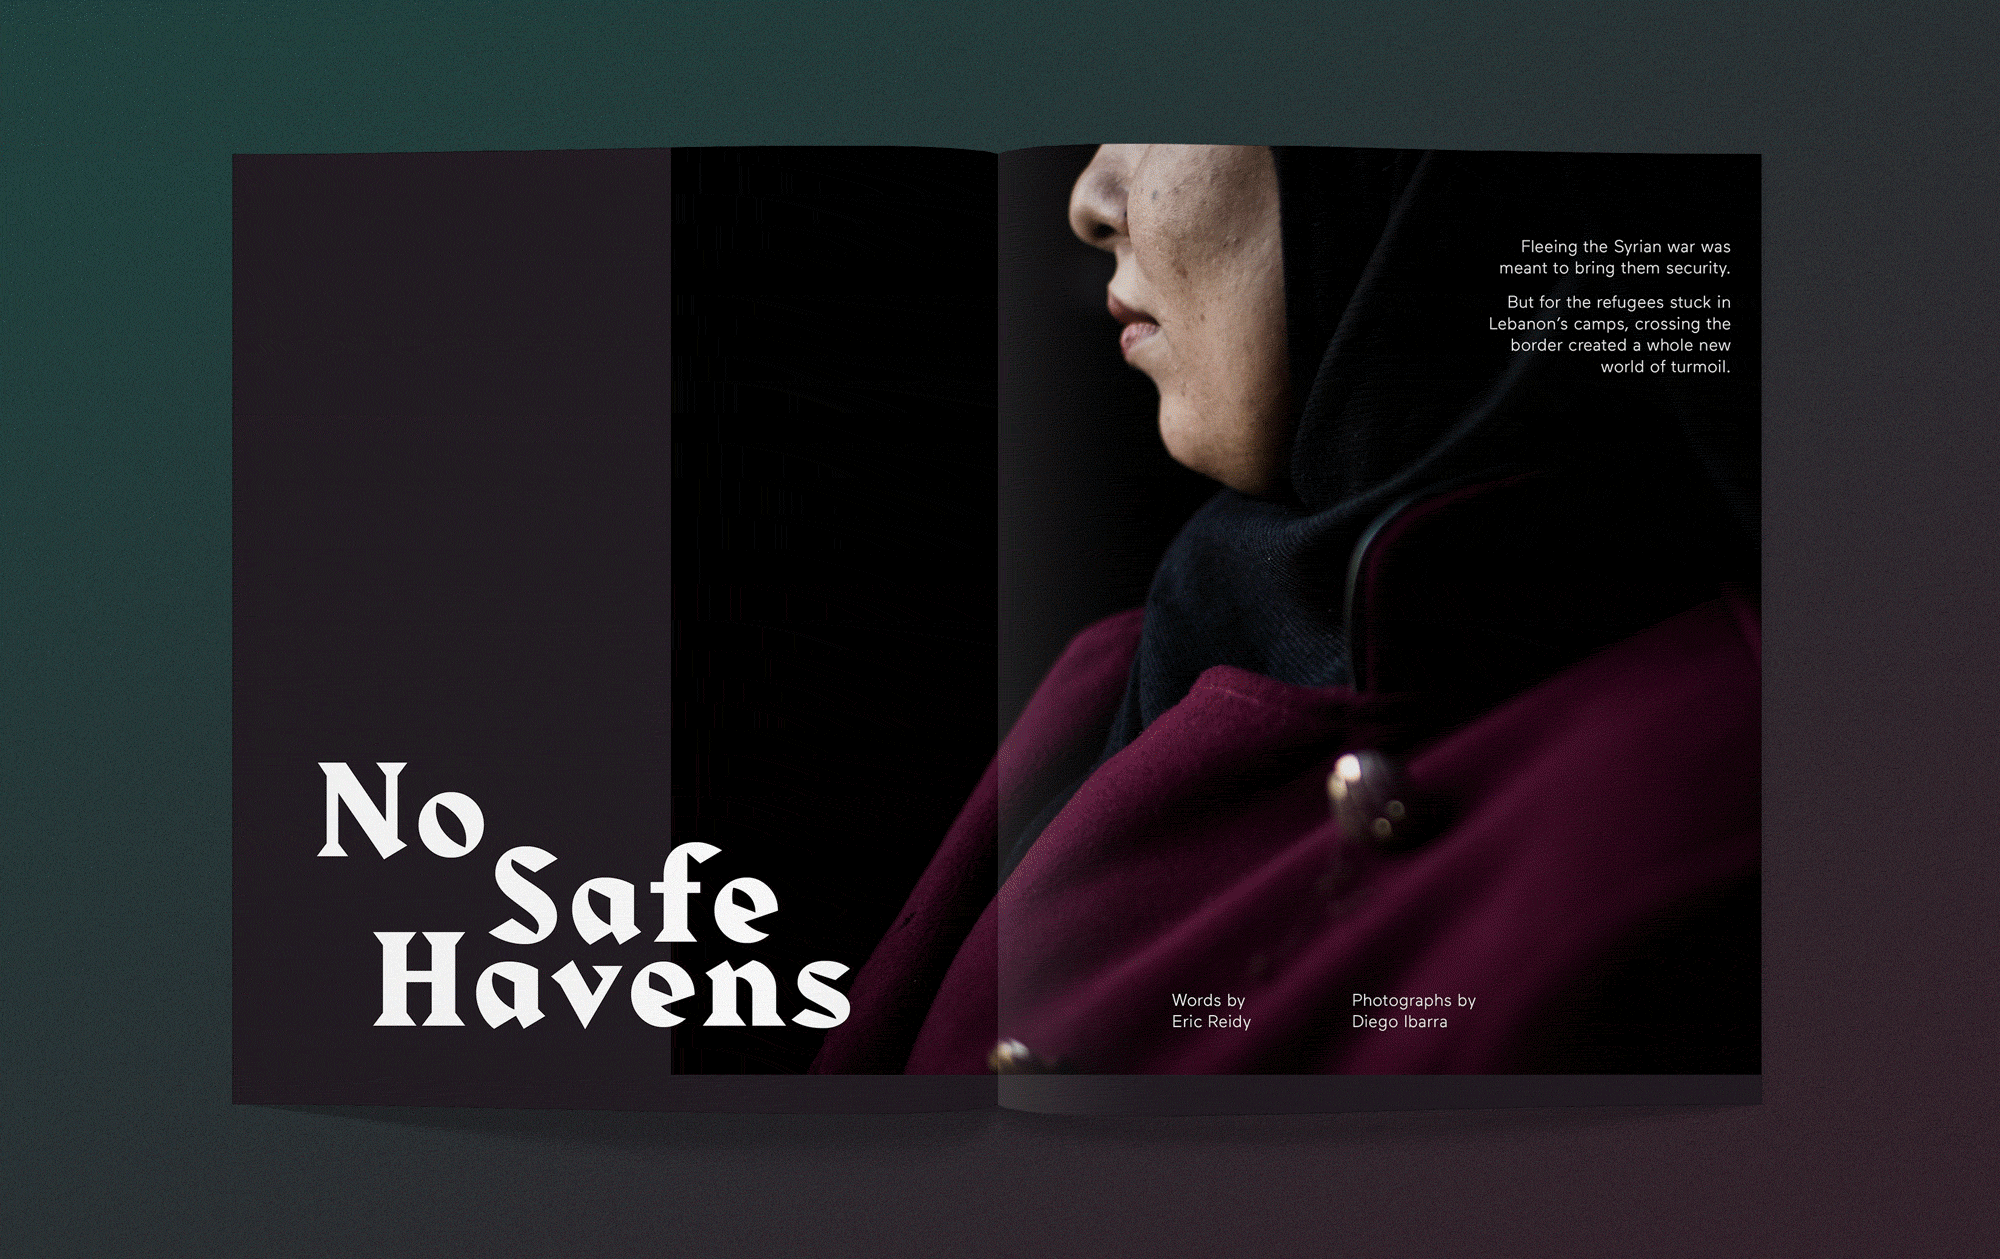 No
Safe
Havens
Fleeing the Syrian war was
meant to bring them security.
But for the refugees stuck in
Lebanon's camps, crossing the
border created a whole new
world of turmoil.
Words by
Eric Reidy
Photographs by
Diego Ibarra